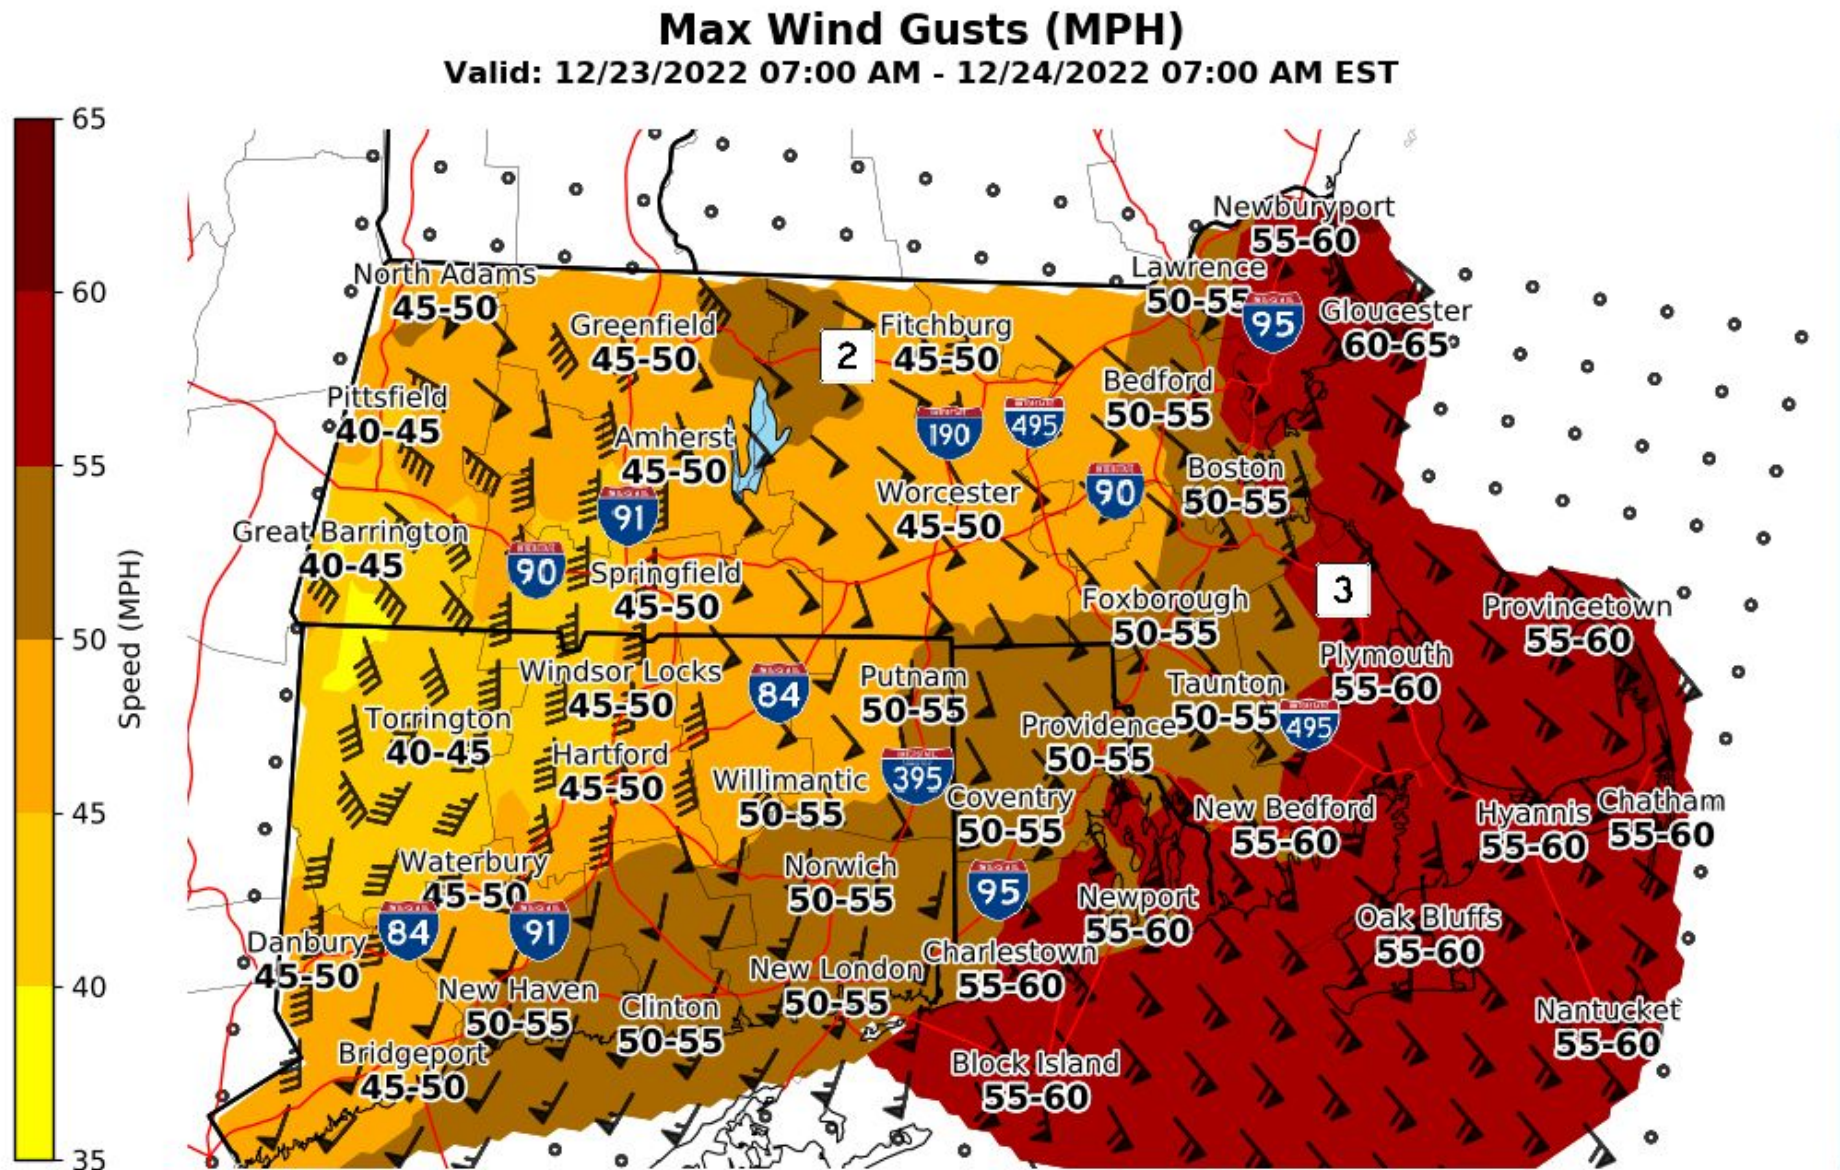 Max Wind Gusts (MPH)
Valid: 12/23/2022 07:00 AM - 12/24/2022 07:00 AM EST
65
60
55
50
45
40
35
Speed (MPH)
Newburyport
55-60
North Adams
45-50
Lawrence
50-55
95
Gloucester
60-65
Greenfield
45-50
2
Fitchburg
45-50
Pittsfield
40-45
Bedford
50-55
190
495
Amherst
45-50
Boston
50-55
91
Worcester
45-50
90
Great Barrington
40-45
90
Springfield
45-50
3
Foxborough
50-55
Provincetown
55-60
Windsor Locks
45-50
84
Putnam
50-55
Taunton
50-55
Plymouth
55-60
495
Torrington
40-45
Hartford
45-50
Providence
50-55
Willimantic
50-55
395
Coventry
50-55
New Bedford
55-60
Hyannis
55-60
Chatham
55-60
Waterbury
45-50
Norwich
50-55
95
Newport
55-60
Oak Bluffs
55-60
84
91
Danbury
45-50
Charlestown
55-60
New Haven
50-55
Clinton
50-55
New London
50-55
Nantucket
55-60
Bridgeport
45-50
Block Island
55-60